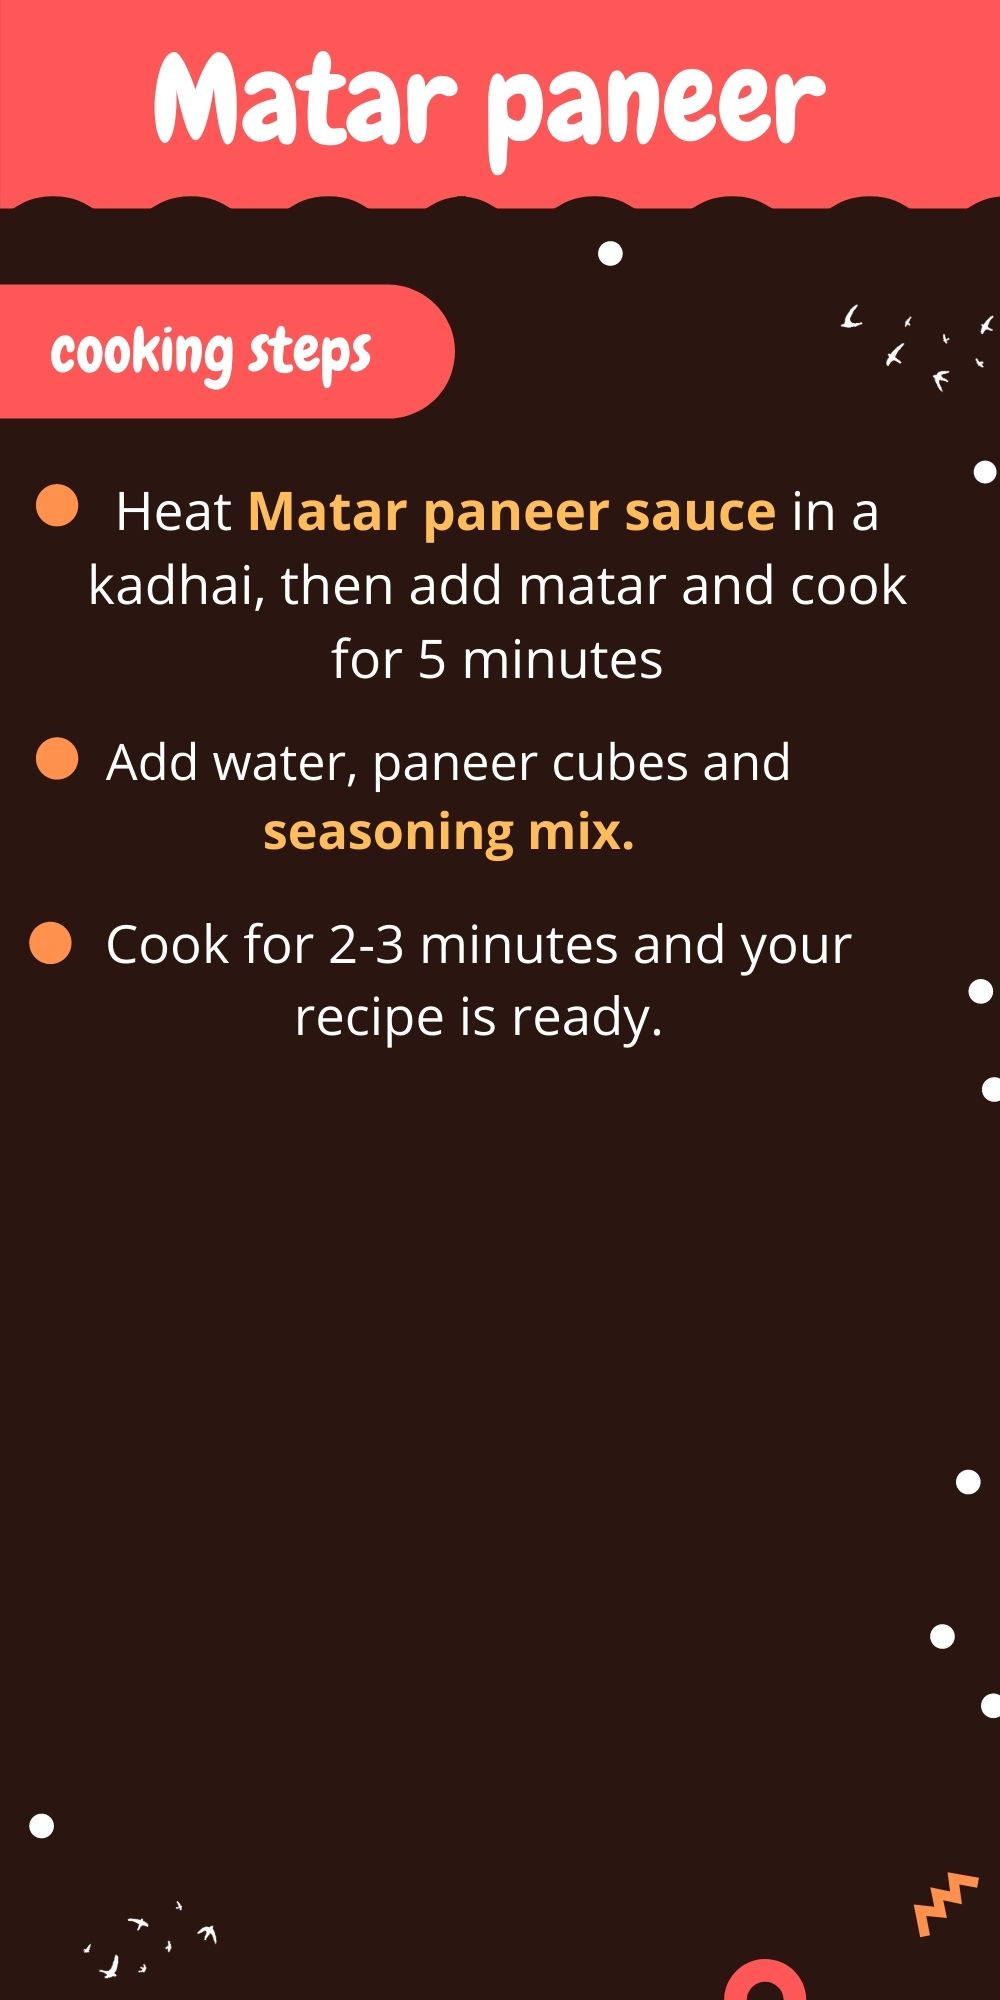 Matar paneer
cooking steps
Heat Matar paneer sauce in a
kadhai, then add matar and cook
for 5 minutes
Add water, paneer cubes and
seasoning mix.
Cook for 2-3 minutes and your
recipe is ready.